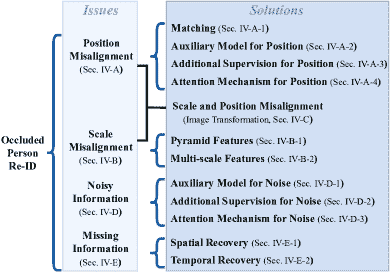 Issues
Solutions
Occluded
Person
Re-ID
Position
Misalignment
(Sec. IV-A)
Matching (Sec. IV-A-1)
Auxiliary Model for Position (Sec. IV-A-2)
Additional Supervision for Position (Sec. IV-A-3)
Attention Mechanism for Position (Sec. IV-A-4)
Scale and Position Misalignment
(Image Transformation, Sec. IV-C)
Scale
Misalignment
(Sec. IV-B)
Pyramid Features (Sec. IV-B-1)
Multi-scale Features (Sec. IV-B-2)
Noisy
Information
(Sec. IV-D)
Auxiliary Model for Noise (Sec. IV-D-1)
Additional Supervision for Noise (Sec. IV-D-2)
Attention Mechanism for Noise (Sec. IV-D-3)
Missing
Information
(Sec. IV-E)
Spatial Recovery (Sec. IV-E-1)
Temporal Recovery (Sec. IV-E-2)